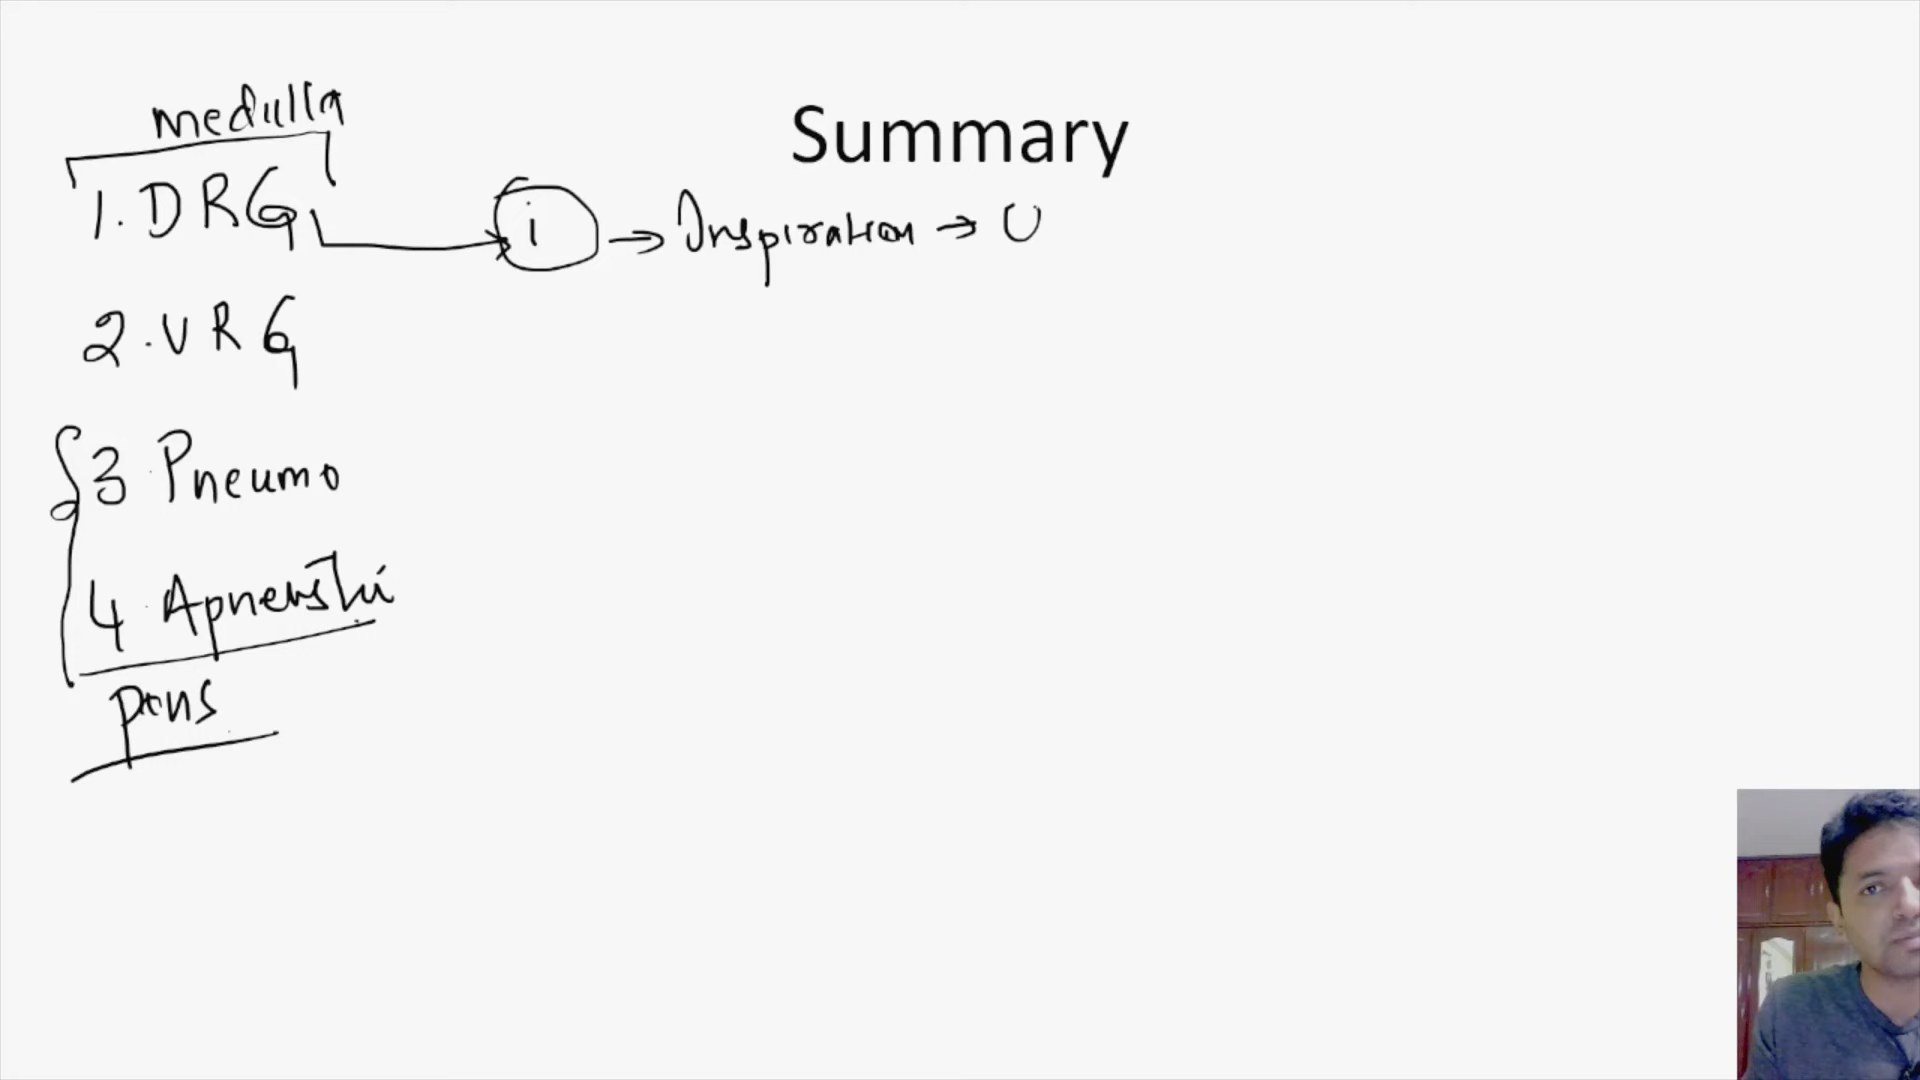 medulla
Summary
1. DRG → i → Inspiration → U
2. VRG
3 Pneumo
4. Apneusti
pons